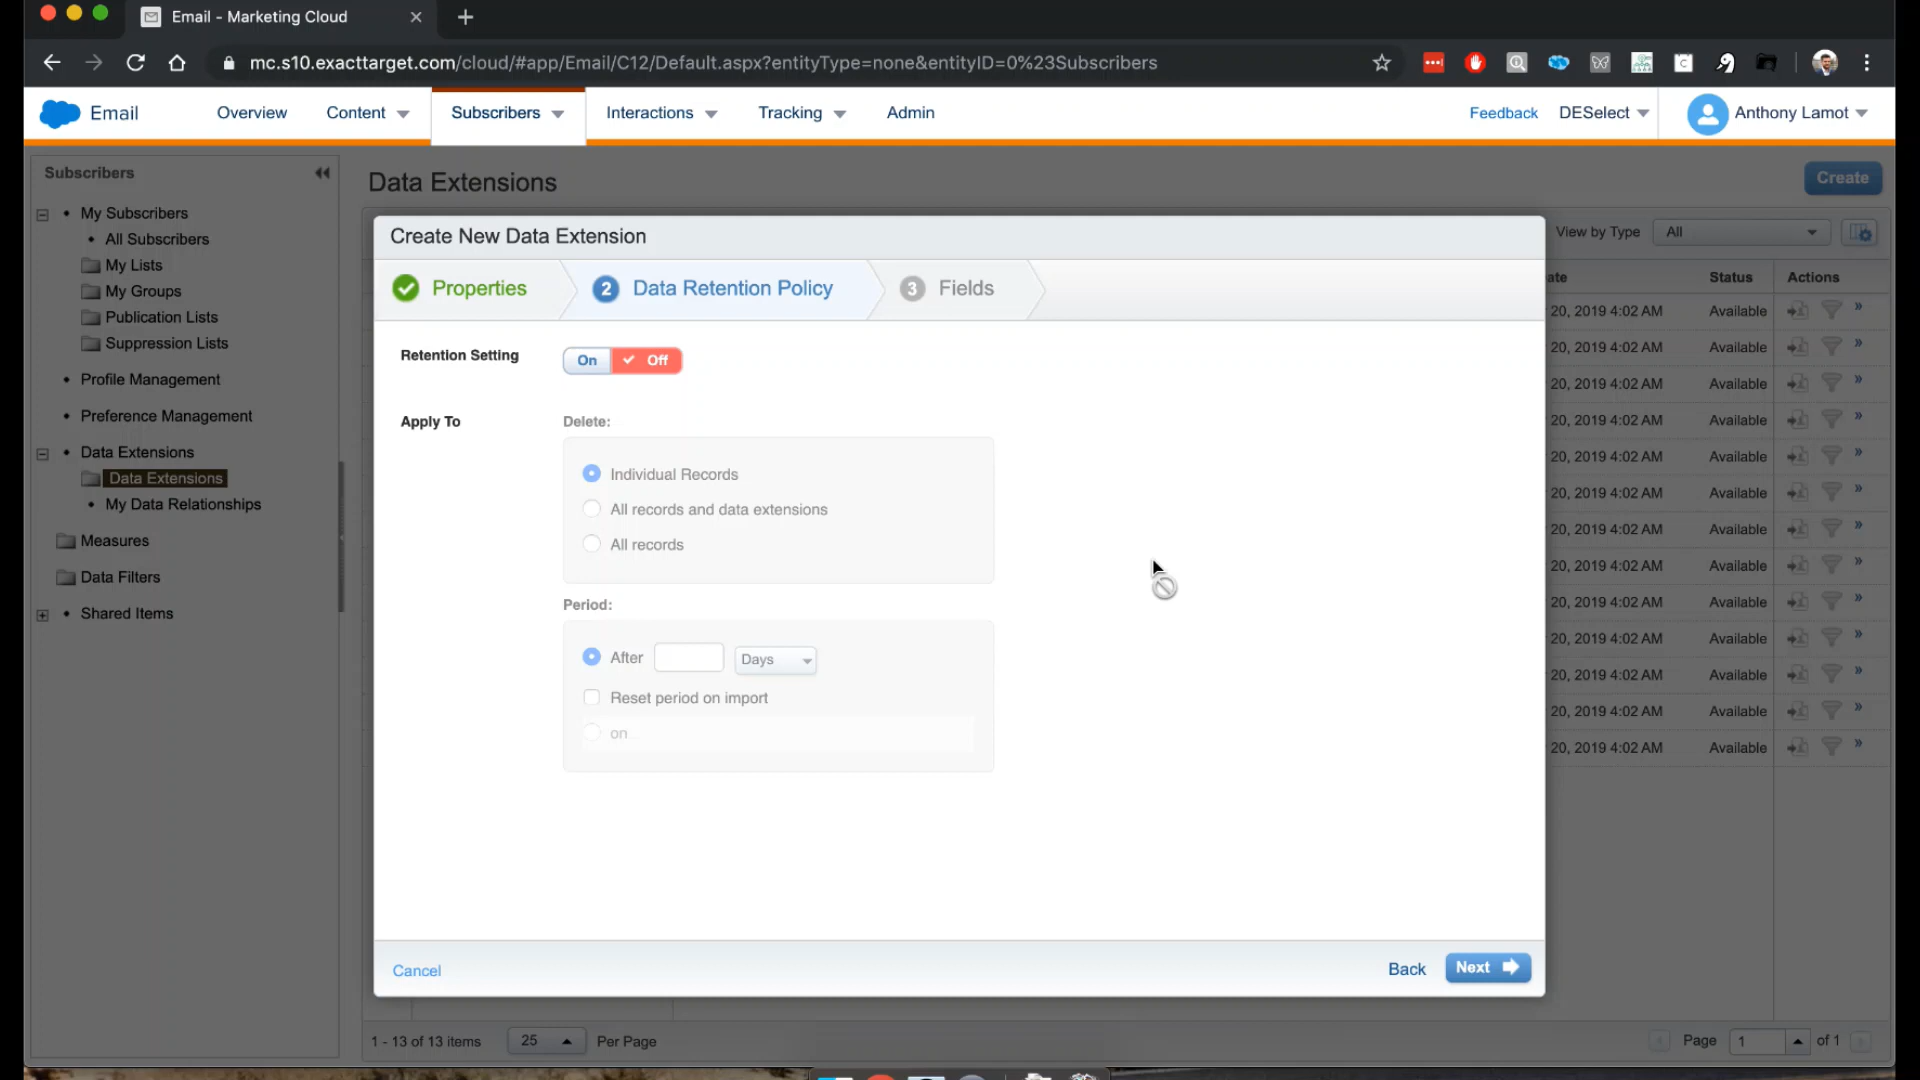 Email - Marketing Cloud
mc.s10.exacttarget.com/cloud/#app/Email/C12/Default.aspx?entityType=none&entityID=0%23Subscribers
Email Overview Content Subscribers Interactions Tracking Admin Feedback DESelect Anthony Lamot
Subscribers
My Subscribers
All Subscribers
My Lists
My Groups
Publication Lists
Suppression Lists
Profile Management
Preference Management
Data Extensions
Data Extensions
My Data Relationships
Measures
Data Filters
Shared Items
Data Extensions
Create
View by Type All
ate Status Actions
20, 2019 4:02 AM Available
20, 2019 4:02 AM Available
20, 2019 4:02 AM Available
20, 2019 4:02 AM Available
20, 2019 4:02 AM Available
20, 2019 4:02 AM Available
20, 2019 4:02 AM Available
20, 2019 4:02 AM Available
20, 2019 4:02 AM Available
20, 2019 4:02 AM Available
20, 2019 4:02 AM Available
20, 2019 4:02 AM Available
20, 2019 4:02 AM Available
Create New Data Extension
Properties 2 Data Retention Policy 3 Fields
Retention Setting On Off
Apply To Delete:
Individual Records
All records and data extensions
All records
Period:
After Days
Reset period on import
on
Cancel Back Next
1 - 13 of 13 items 25 Per Page Page 1 of 1